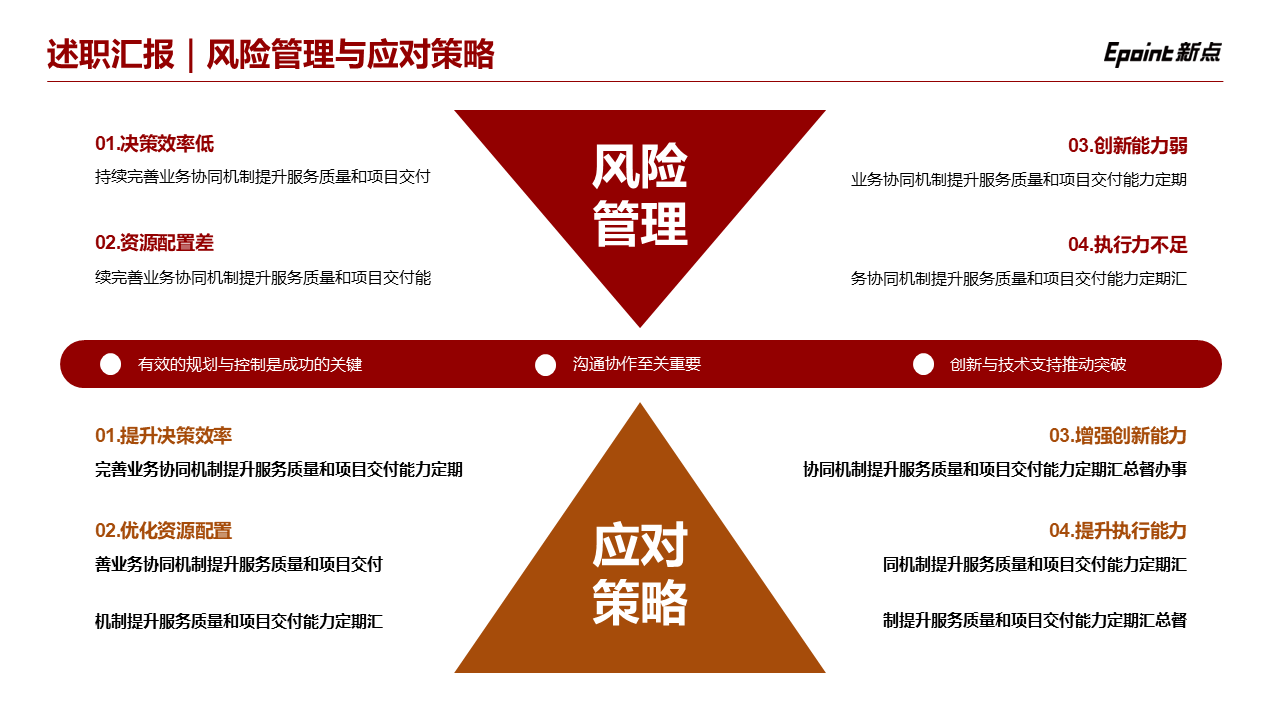 述职汇报｜风险管理与应对策略
Epoint新点
01.决策效率低
持续完善业务协同机制提升服务质量和项目交付
02.资源配置差
续完善业务协同机制提升服务质量和项目交付能
风险
管理
03.创新能力弱
业务协同机制提升服务质量和项目交付能力定期
04.执行力不足
务协同机制提升服务质量和项目交付能力定期汇
有效的规划与控制是成功的关键
沟通协作至关重要
创新与技术支持推动突破
01.提升决策效率
完善业务协同机制提升服务质量和项目交付能力定期
02.优化资源配置
善业务协同机制提升服务质量和项目交付
机制提升服务质量和项目交付能力定期汇
应对
策略
03.增强创新能力
协同机制提升服务质量和项目交付能力定期汇总督办事
04.提升执行能力
同机制提升服务质量和项目交付能力定期汇
制提升服务质量和项目交付能力定期汇总督